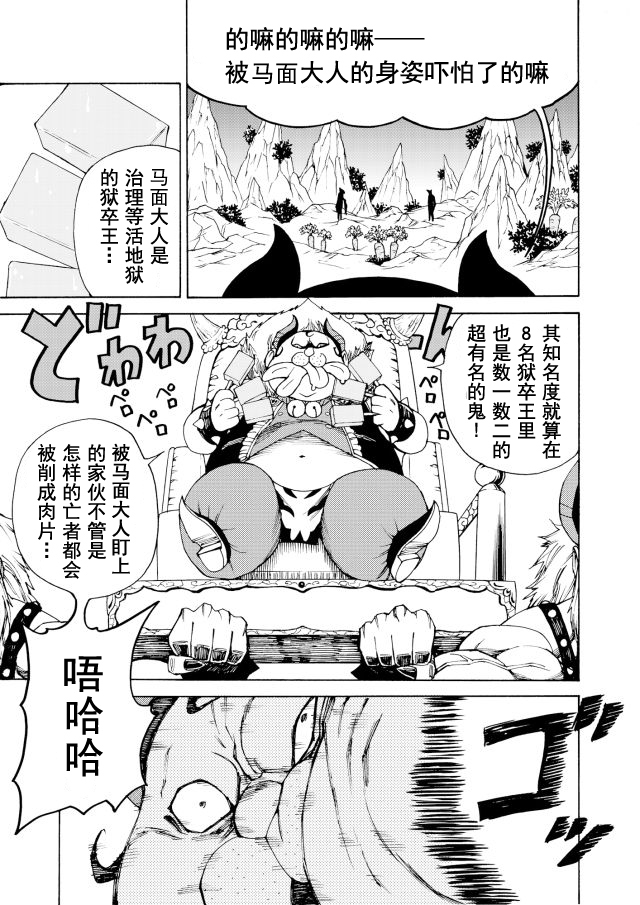 的嘛的嘛的嘛——
被马面大人的身姿吓怕了的嘛
马面大人是
治理等活地狱
的狱卒王…
其知名度就算在
8名狱卒王里
也是数一数二的
超有名的鬼！
どわわーん
ペロペロ
ペロペロ
被马面大人盯上
的家伙不管是
怎样的亡者都会
被削成肉片…
唔哈哈
ゴ